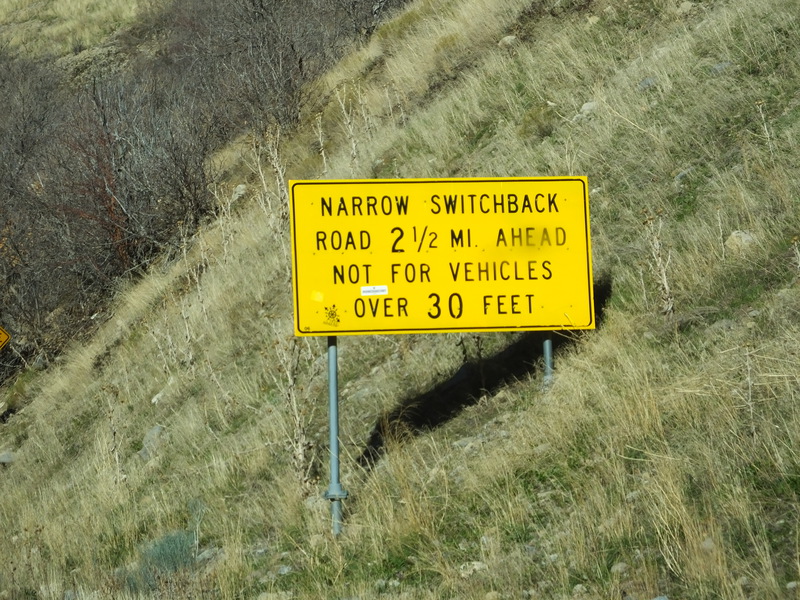 NARROW SWITCHBACK
ROAD 2 1/2 MI. AHEAD
NOT FOR VEHICLES
OVER 30 FEET